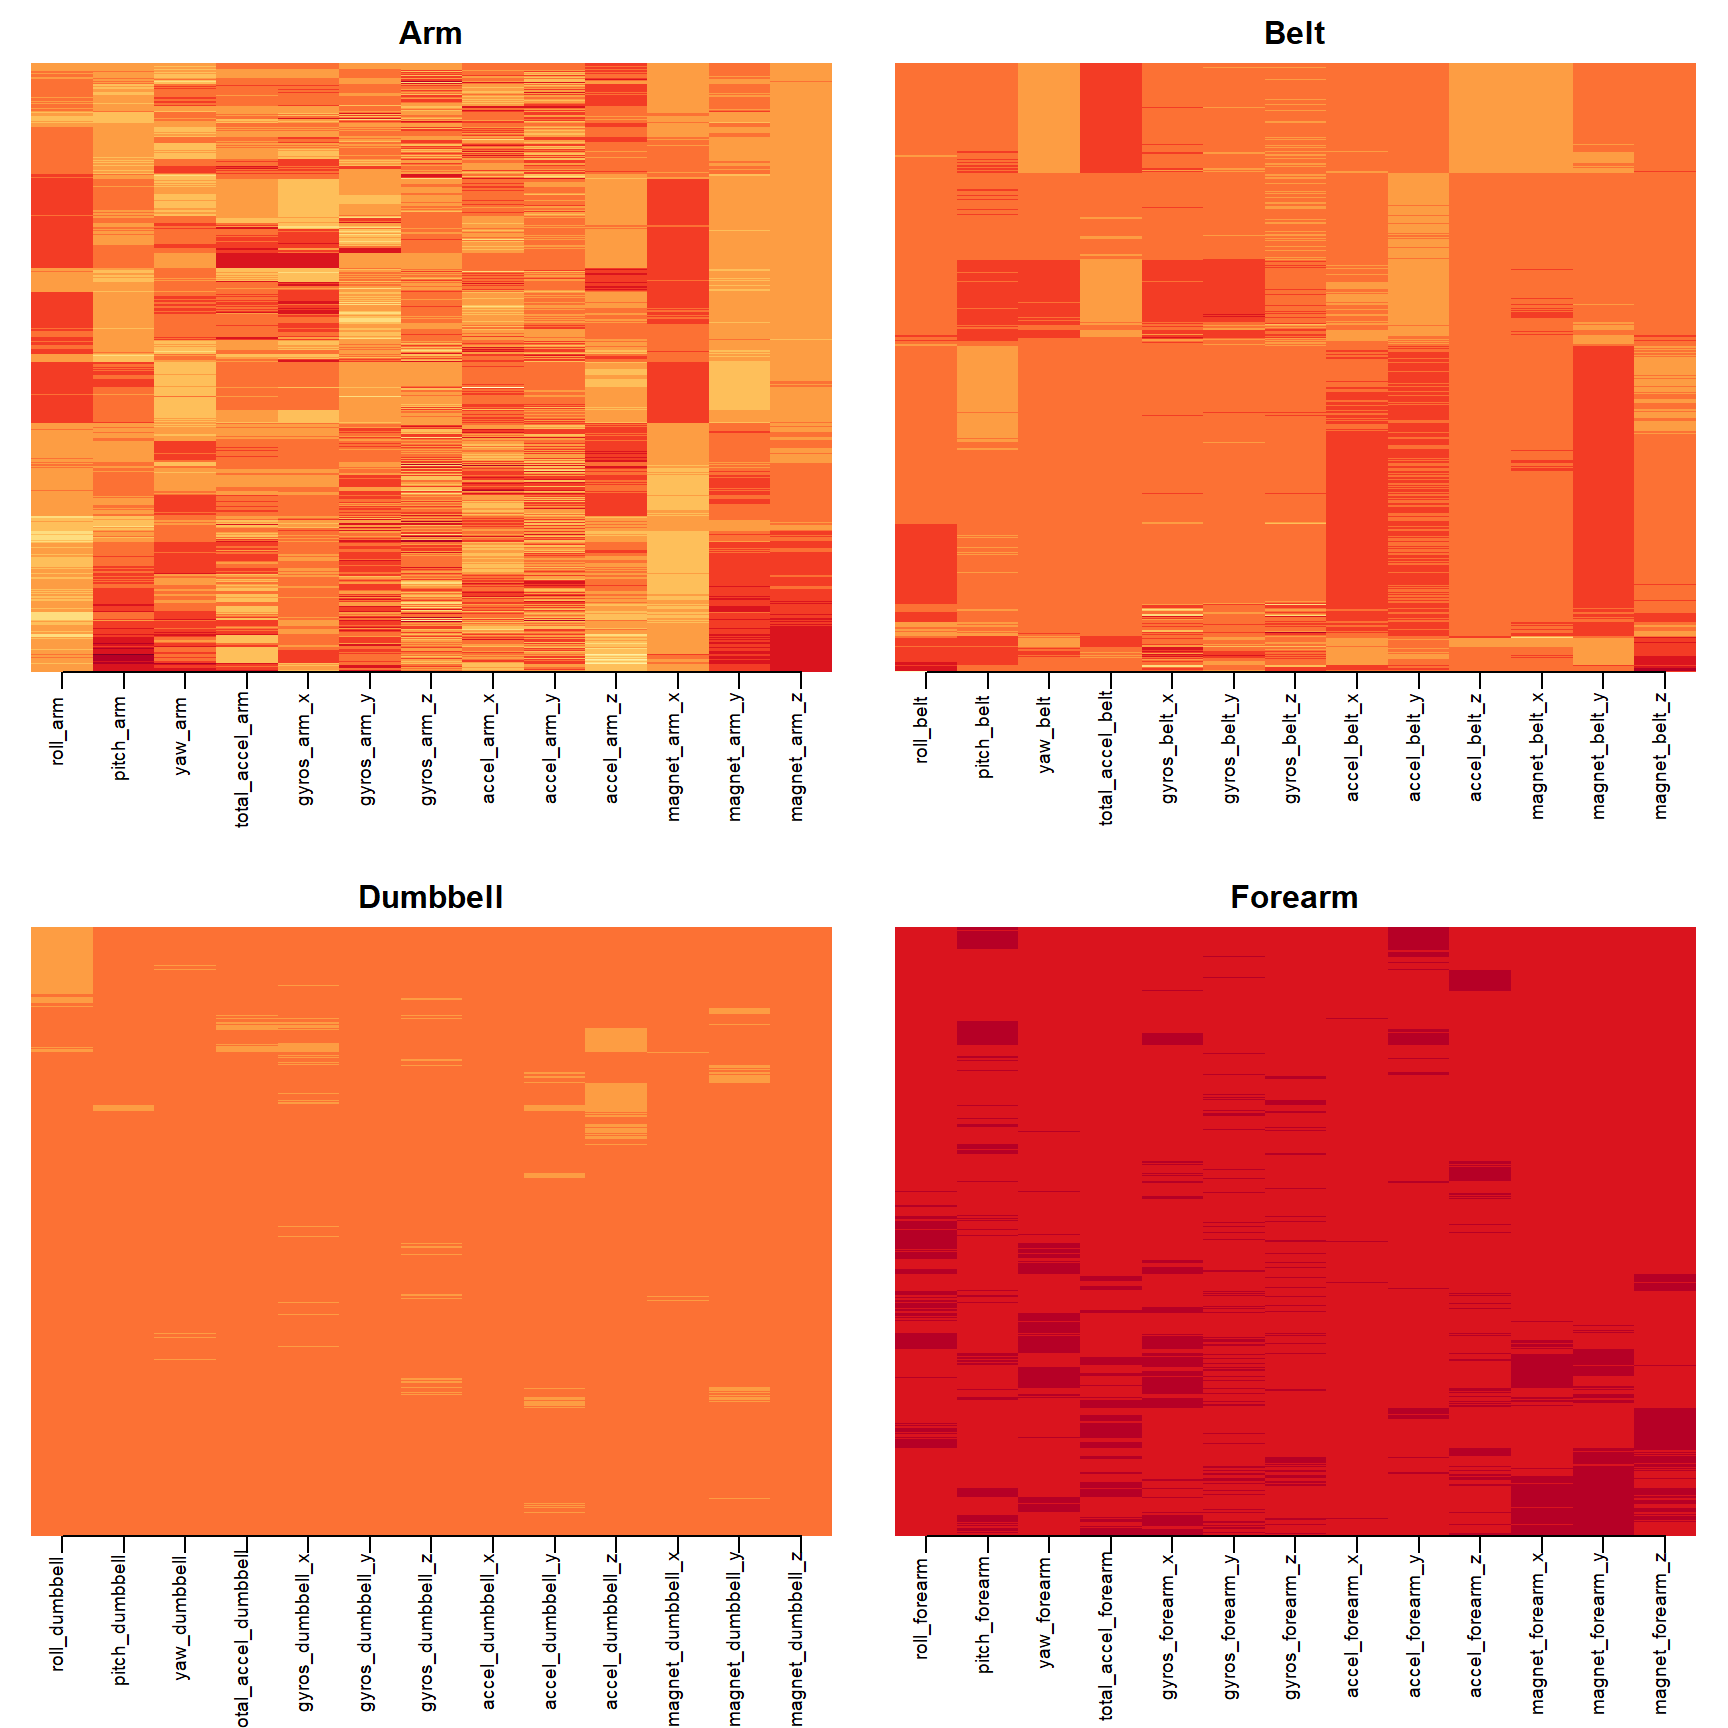 Arm
roll_arm
pitch_arm
yaw_arm
total_accel_arm
gyros_arm_x
gyros_arm_y
gyros_arm_z
accel_arm_x
accel_arm_y
accel_arm_z
magnet_arm_x
magnet_arm_y
magnet_arm_z
Belt
roll_belt
pitch_belt
yaw_belt
total_accel_belt
gyros_belt_x
gyros_belt_y
gyros_belt_z
accel_belt_x
accel_belt_y
accel_belt_z
magnet_belt_x
magnet_belt_y
magnet_belt_z
Dumbbell
roll_dumbbell
pitch_dumbbell
yaw_dumbbell
otal_accel_dumbbell
gyros_dumbbell_x
gyros_dumbbell_y
gyros_dumbbell_z
accel_dumbbell_x
accel_dumbbell_y
accel_dumbbell_z
magnet_dumbbell_x
magnet_dumbbell_y
magnet_dumbbell_z
Forearm
roll_forearm
pitch_forearm
yaw_forearm
total_accel_forearm
gyros_forearm_x
gyros_forearm_y
gyros_forearm_z
accel_forearm_x
accel_forearm_y
accel_forearm_z
magnet_forearm_x
magnet_forearm_y
magnet_forearm_z